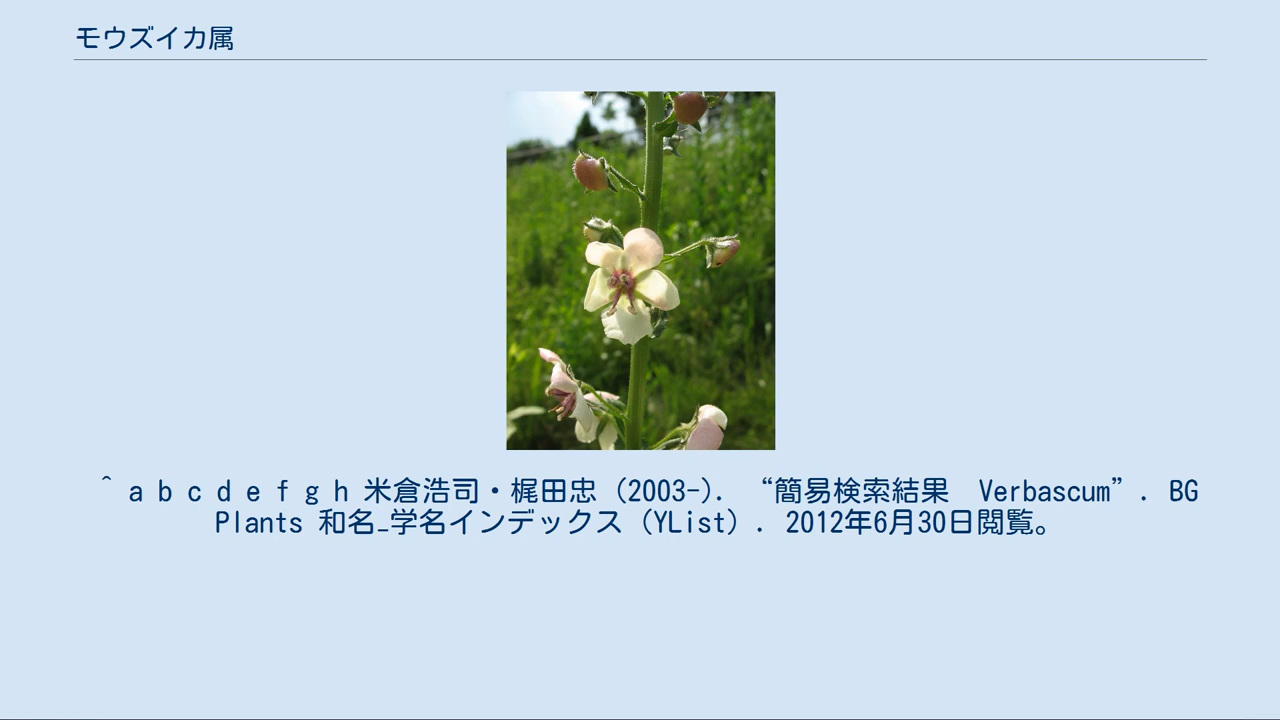 モウズイカ属
^ a b c d e f g h 米倉浩司・梶田忠 (2003-). “簡易検索結果　Verbascum”. BG
Plants 和名−学名インデックス（YList）. 2012年6月30日閲覧。